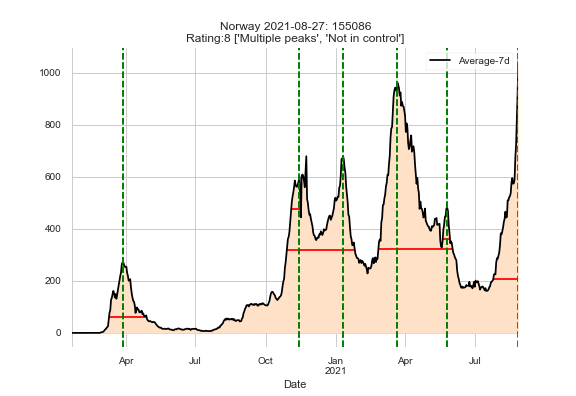 Norway 2021-08-27: 155086
Rating:8 ['Multiple peaks', 'Not in control']
Average-7d
1000
800
600
400
200
0
Apr
Jul
Oct
Jan
2021
Apr
Jul
Date